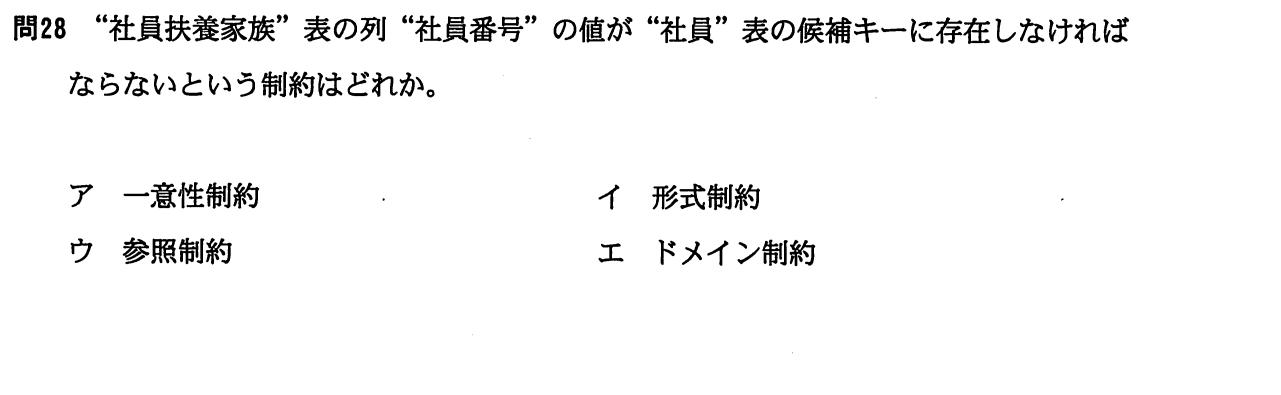 問28 “社員扶養家族”表の列“社員番号”の値が“社員”表の候補キーに存在しなければ
ならないという制約はどれか。
ア 一意性制約 イ 形式制約
ウ 参照制約 エ ドメイン制約